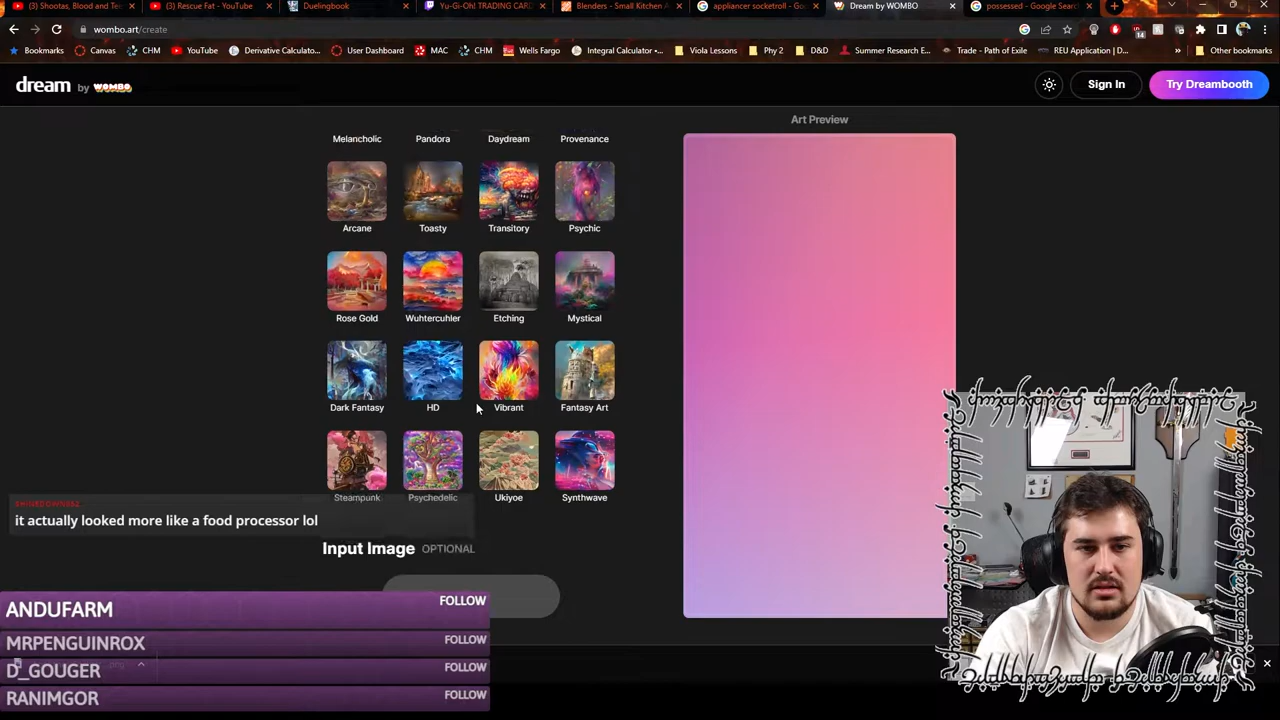 (3) Shootas, Blood and Tee
(3) Rescue Fat - YouTube
Duelingbook
Yu-Gi-Oh! TRADING CARD
Blenders - Small Kitchen A
appliancer socketroll - Go
Dream by WOMBO
possessed - Google Sear
wombo.art/create
Bookmarks
Canvas
CHM
YouTube
Derivative Calculato...
User Dashboard
MAC
CHM
Wells Fargo
Integral Calculator •...
Viola Lessons
Phy 2
D&D
Summer Research E...
Trade - Path of Exile
REU Application | D...
»
Other bookmarks
dream by WOMBO
Sign In
Try Dreambooth
Art Preview
Melancholic
Pandora
Daydream
Provenance
Arcane
Toasty
Transitory
Psychic
Rose Gold
Wuhtercuhler
Etching
Mystical
Dark Fantasy
HD
Vibrant
Fantasy Art
Steampunk
Psychedelic
Ukiyoe
Synthwave
it actually looked more like a food processor lol
Input Image OPTIONAL
ANDUFARM FOLLOW
MRPENGUINROX FOLLOW
D_GOUGER FOLLOW
RANIMGOR FOLLOW